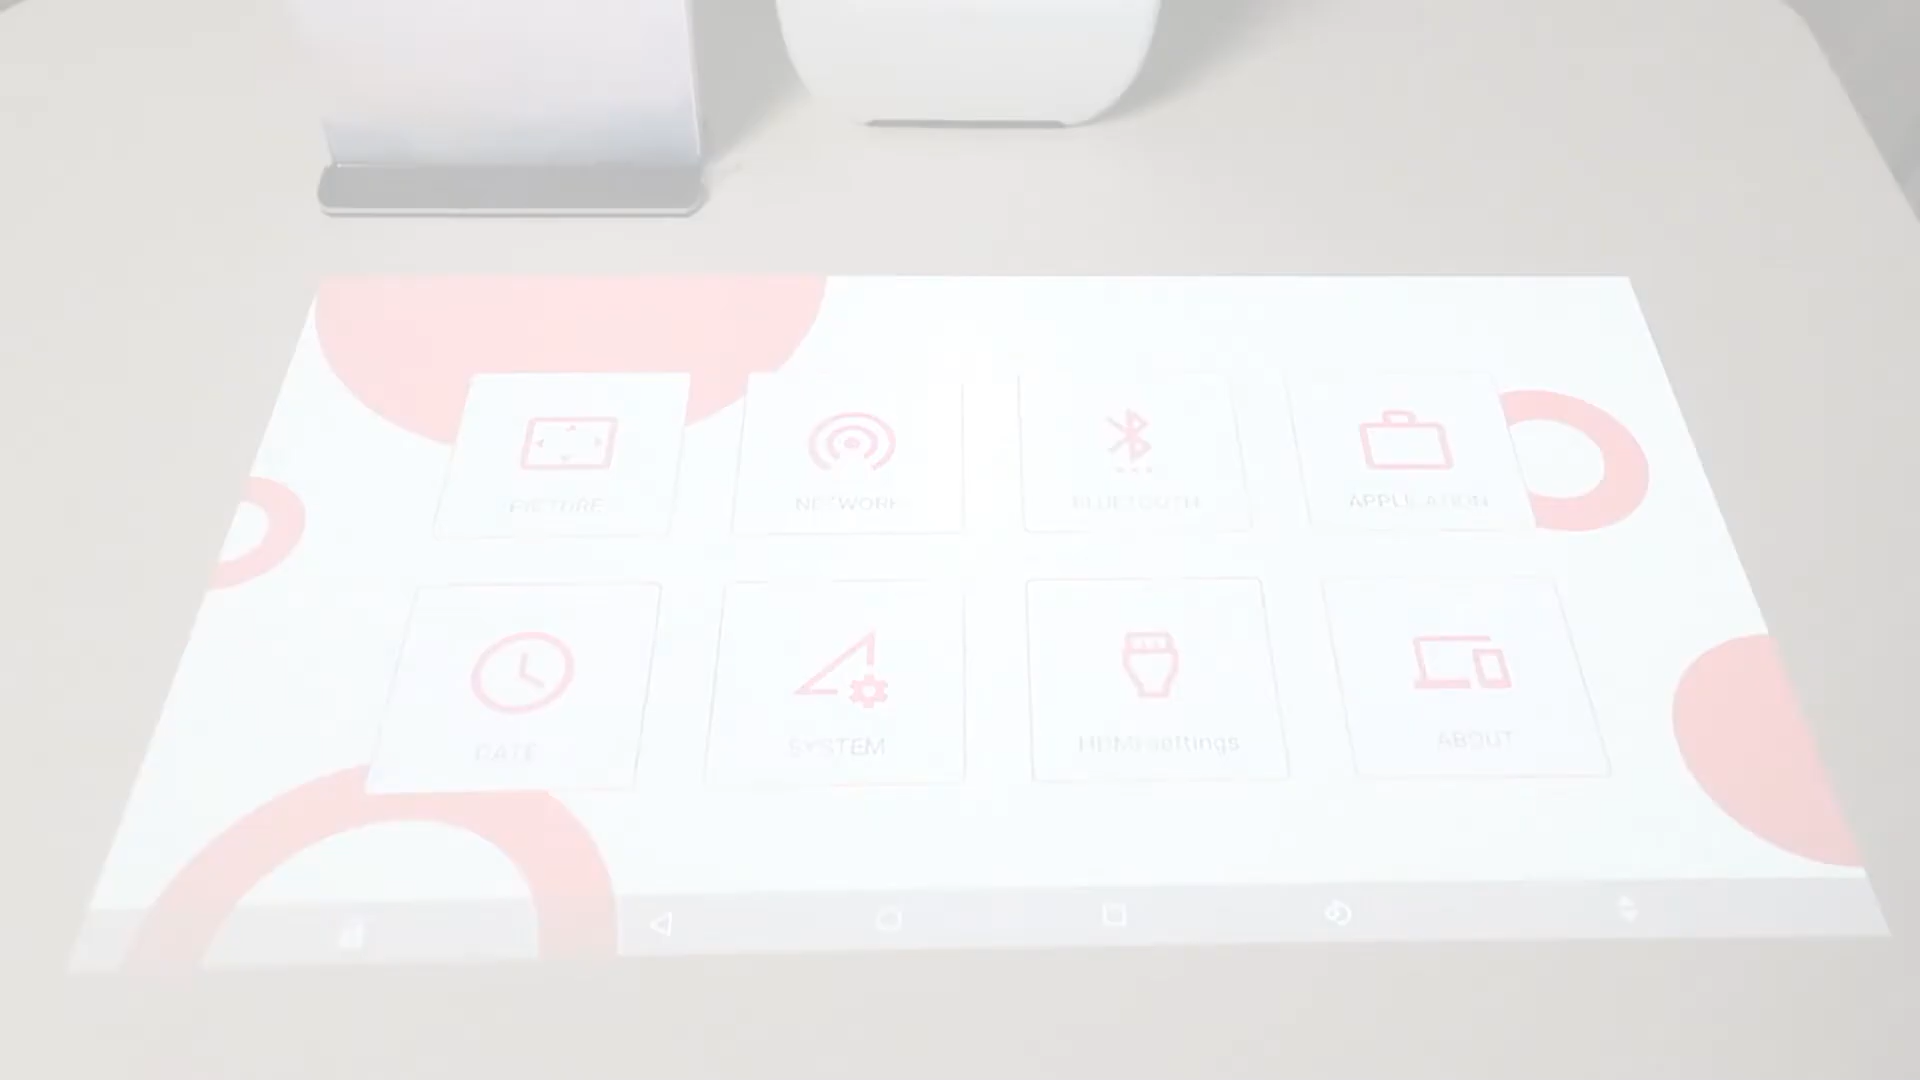 PICTURE
NETWORK
BLUETOOTH
APPLICATION
DATE
SYSTEM
HDMI settings
ABOUT